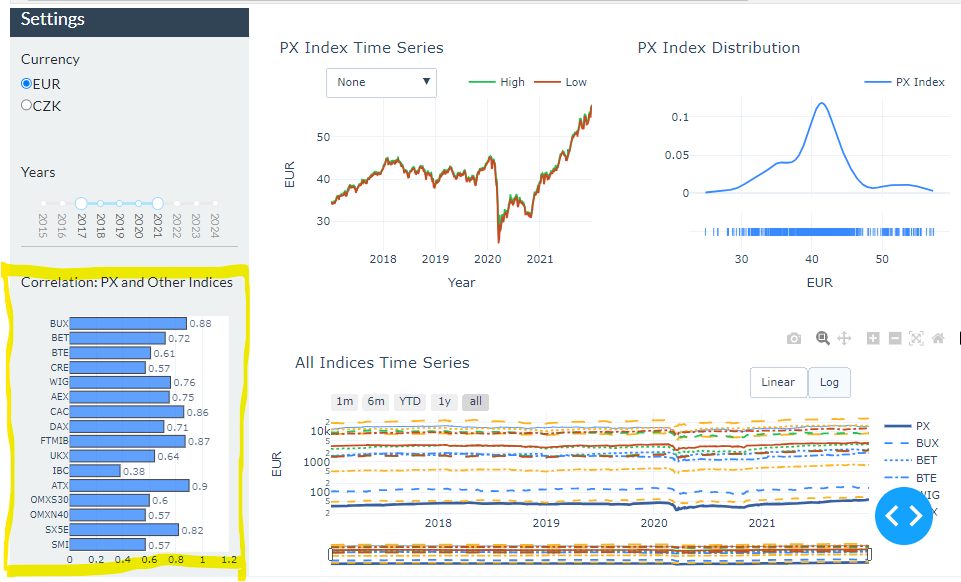 Settings
Currency
EUR
CZK
Years
2015 2016 2017 2018 2019 2020 2021 2022 2023 2024
Correlation: PX and Other Indices
BUX 0.88
BET 0.72
BTE 0.61
CRE 0.57
WIG 0.76
AEX 0.75
CAC 0.86
DAX 0.71
FTMIB 0.87
UKX 0.64
IBC 0.38
ATX 0.9
OMXS30 0.6
OMXN40 0.57
SX5E 0.82
SMI 0.57
0 0.2 0.4 0.6 0.8 1 1.2
PX Index Time Series
None
High Low
50
40
30
EUR
2018 2019 2020 2021
Year
PX Index Distribution
PX Index
0.1
0.05
0
30 40 50
EUR
All Indices Time Series
Linear Log
1m 6m YTD 1y all
2
10k
5
2
1000
5
2
100
5
2
EUR
2018 2019 2020 2021
PX
BUX
BET
BTE
WIG